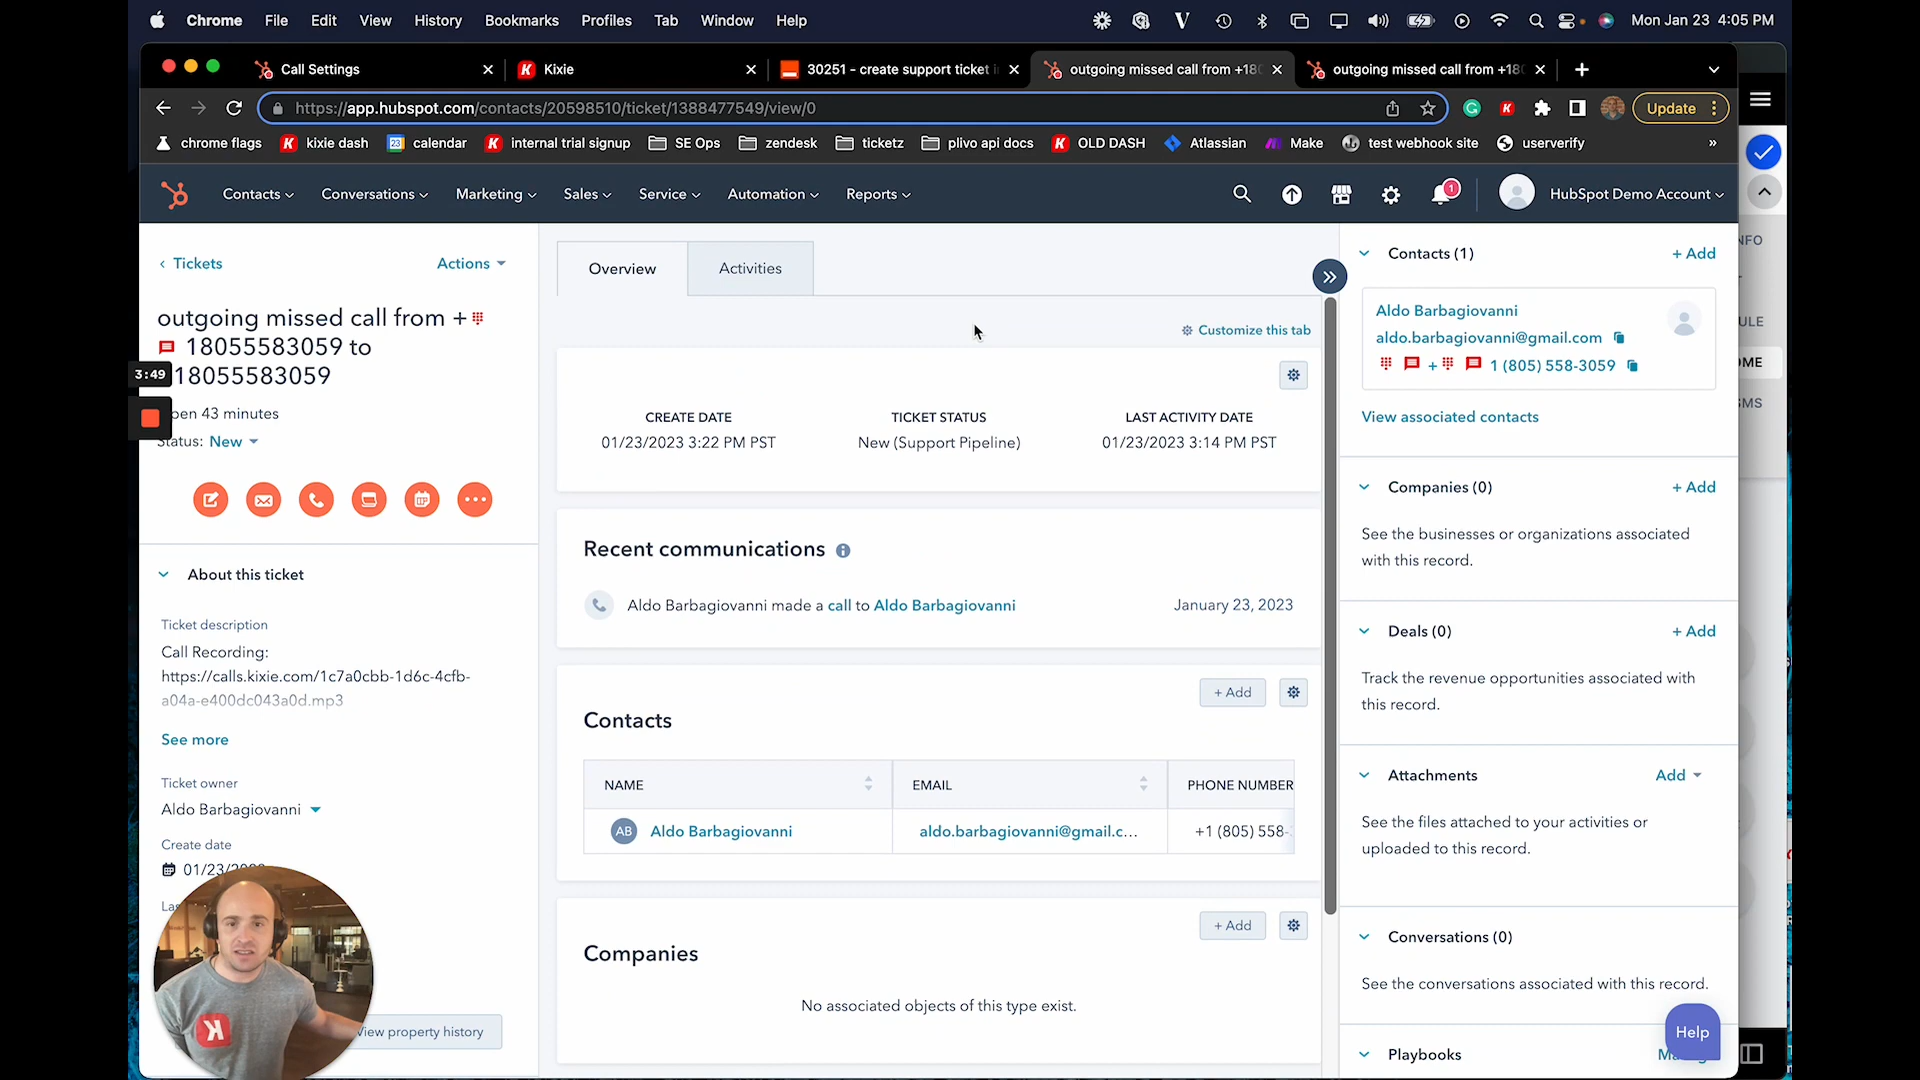 Chrome File Edit View History Bookmarks Profiles Tab Window Help
Mon Jan 23 4:05 PM
Call Settings
Kixie
30251 - create support ticket i
outgoing missed call from +18
outgoing missed call from +18
https://app.hubspot.com/contacts/20598510/ticket/1388477549/view/0
Update
chrome flags
kixie dash
calendar
internal trial signup
SE Ops
zendesk
ticketz
plivo api docs
OLD DASH
Atlassian
Make
test webhook site
userverify
»
Contacts
Conversations
Marketing
Sales
Service
Automation
Reports
1
HubSpot Demo Account
Tickets
Actions
outgoing missed call from +
18055583059 to
18055583059
3:49
pen 43 minutes
Status: New
About this ticket
Ticket description
Call Recording:
https://calls.kixie.com/1c7a0cbb-1d6c-4cfb-
a04a-e400dc043a0d.mp3
See more
Ticket owner
Aldo Barbagiovanni
Create date
01/23/
View property history
Overview
Activities
Customize this tab
CREATE DATE
01/23/2023 3:22 PM PST
TICKET STATUS
New (Support Pipeline)
LAST ACTIVITY DATE
01/23/2023 3:14 PM PST
Recent communications
Aldo Barbagiovanni made a call to Aldo Barbagiovanni
January 23, 2023
+ Add
Contacts
NAME
EMAIL
PHONE NUMBER
AB
Aldo Barbagiovanni
aldo.barbagiovanni@gmail.c...
+1 (805) 558-
+ Add
Companies
No associated objects of this type exist.
Contacts (1)
+ Add
Aldo Barbagiovanni
aldo.barbagiovanni@gmail.com
+ 1 (805) 558-3059
View associated contacts
Companies (0)
+ Add
See the businesses or organizations associated
with this record.
Deals (0)
+ Add
Track the revenue opportunities associated with
this record.
Attachments
Add
See the files attached to your activities or
uploaded to this record.
Conversations (0)
See the conversations associated with this record.
Playbooks
Help
NFO
ULE
OME
SMS